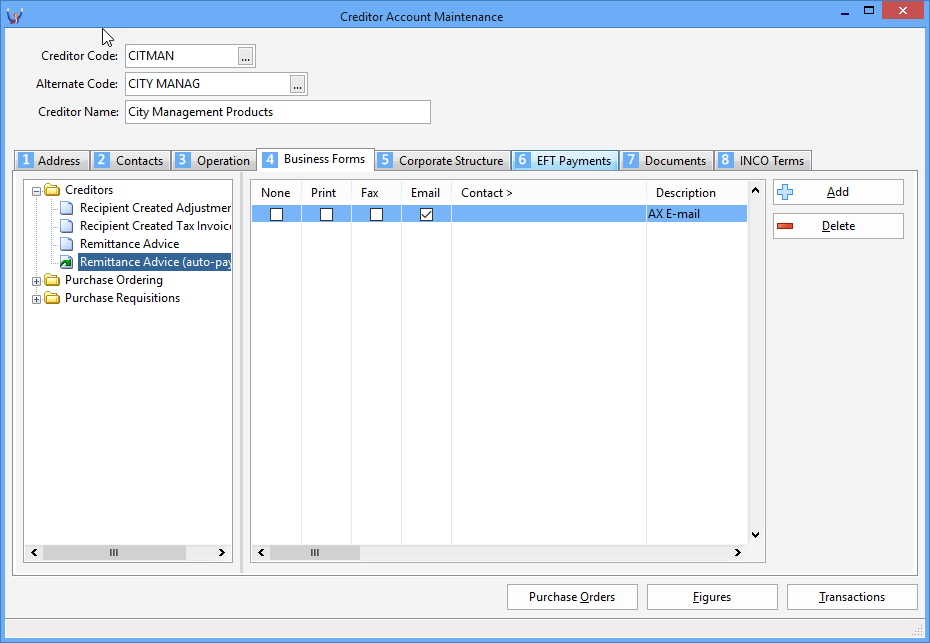 Creditor Account Maintenance
Creditor Code: CITMAN ...
Alternate Code: CITY MANAG ...
Creditor Name: City Management Products
1 Address 2 Contacts 3 Operation 4 Business Forms 5 Corporate Structure 6 EFT Payments 7 Documents 8 INCO Terms
Creditors
Recipient Created Adjustmer
Recipient Created Tax Invoice
Remittance Advice
Remittance Advice (auto-pay
Purchase Ordering
Purchase Requisitions
None Print Fax Email Contact > Description
AX E-mail
Add
Delete
Purchase Orders Figures Transactions